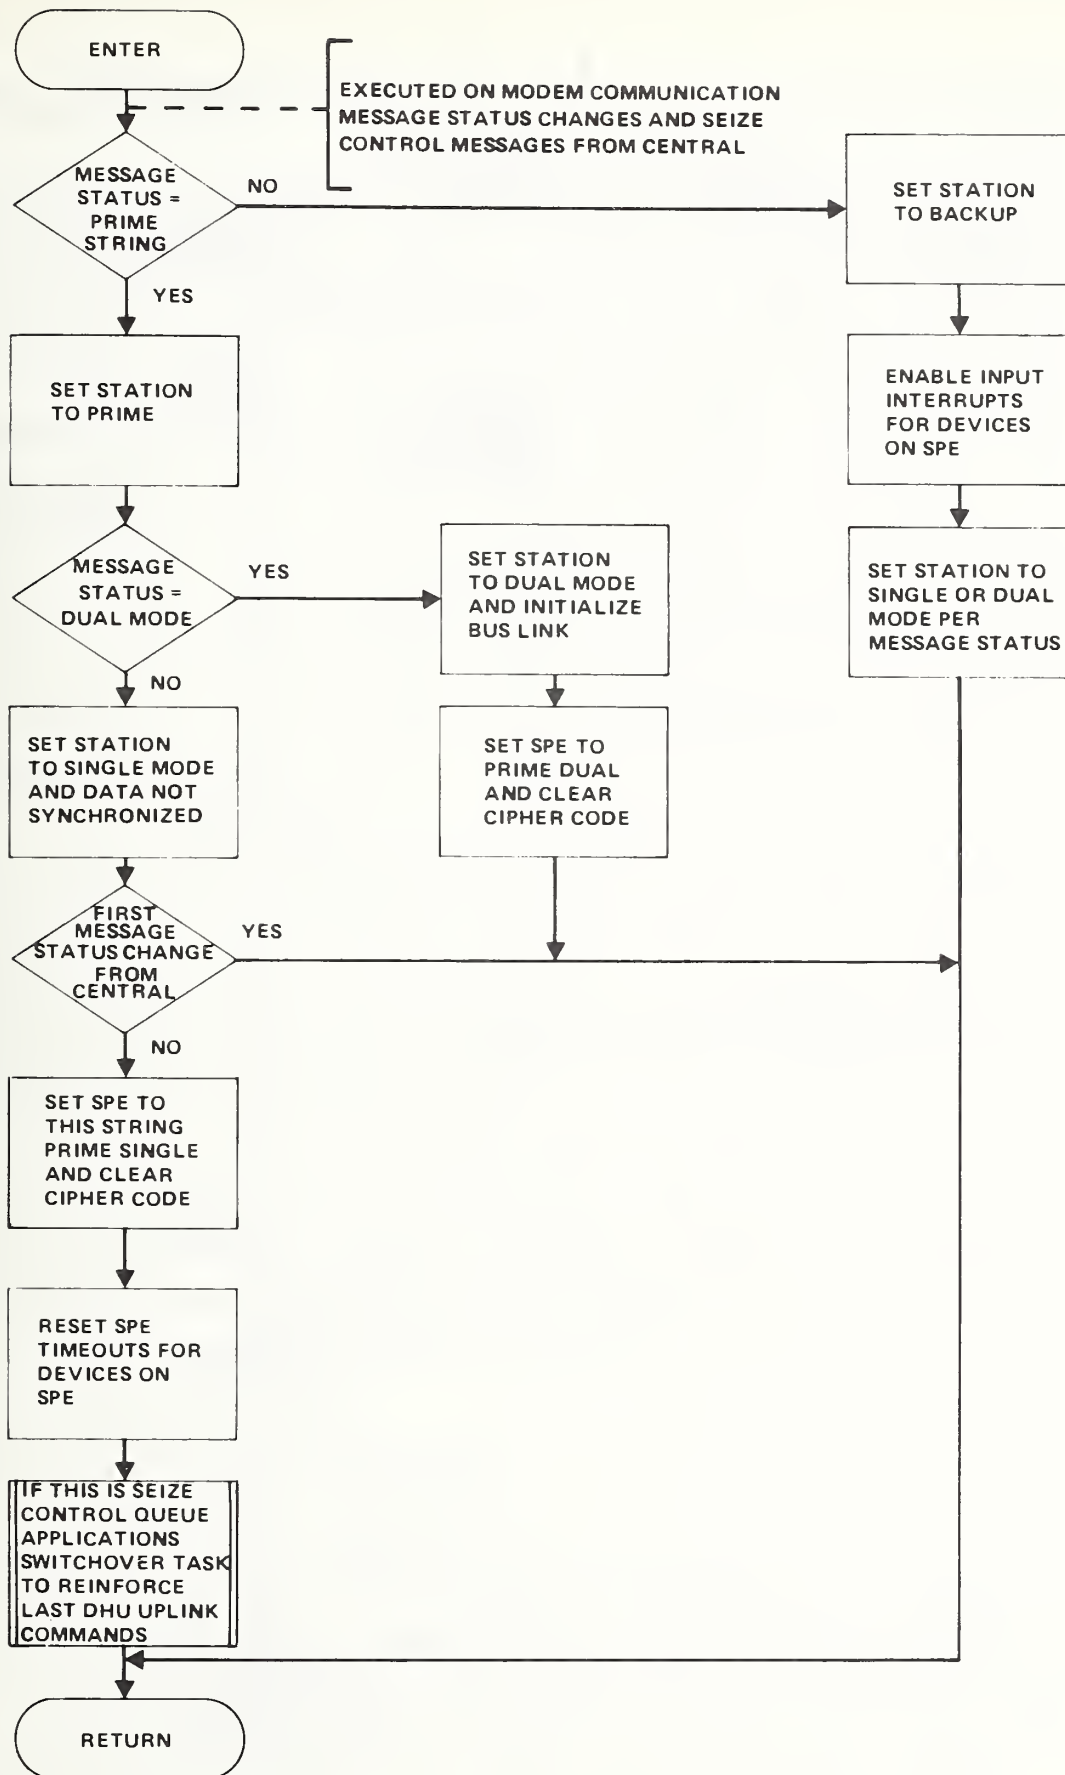 ENTER
EXECUTED ON MODEM COMMUNICATION
MESSAGE STATUS CHANGES AND SEIZE
CONTROL MESSAGES FROM CENTRAL
MESSAGE
STATUS =
PRIME
STRING
NO
SET STATION
TO BACKUP
YES
SET STATION
TO PRIME
ENABLE INPUT
INTERRUPTS
FOR DEVICES
ON SPE
MESSAGE
STATUS =
DUAL MODE
YES
SET STATION
TO DUAL MODE
AND INITIALIZE
BUS LINK
SET STATION TO
SINGLE OR DUAL
MODE PER
MESSAGE STATUS
NO
SET STATION
TO SINGLE MODE
AND DATA NOT
SYNCHRONIZED
SET SPE TO
PRIME DUAL
AND CLEAR
CIPHER CODE
FIRST
MESSAGE
STATUS CHANGE
FROM
CENTRAL
YES
NO
SET SPE TO
THIS STRING
PRIME SINGLE
AND CLEAR
CIPHER CODE
RESET SPE
TIMEOUTS FOR
DEVICES ON
SPE
IF THIS IS SEIZE
CONTROL QUEUE
APPLICATIONS
SWITCHOVER TASK
TO REINFORCE
LAST DHU UPLINK
COMMANDS
RETURN